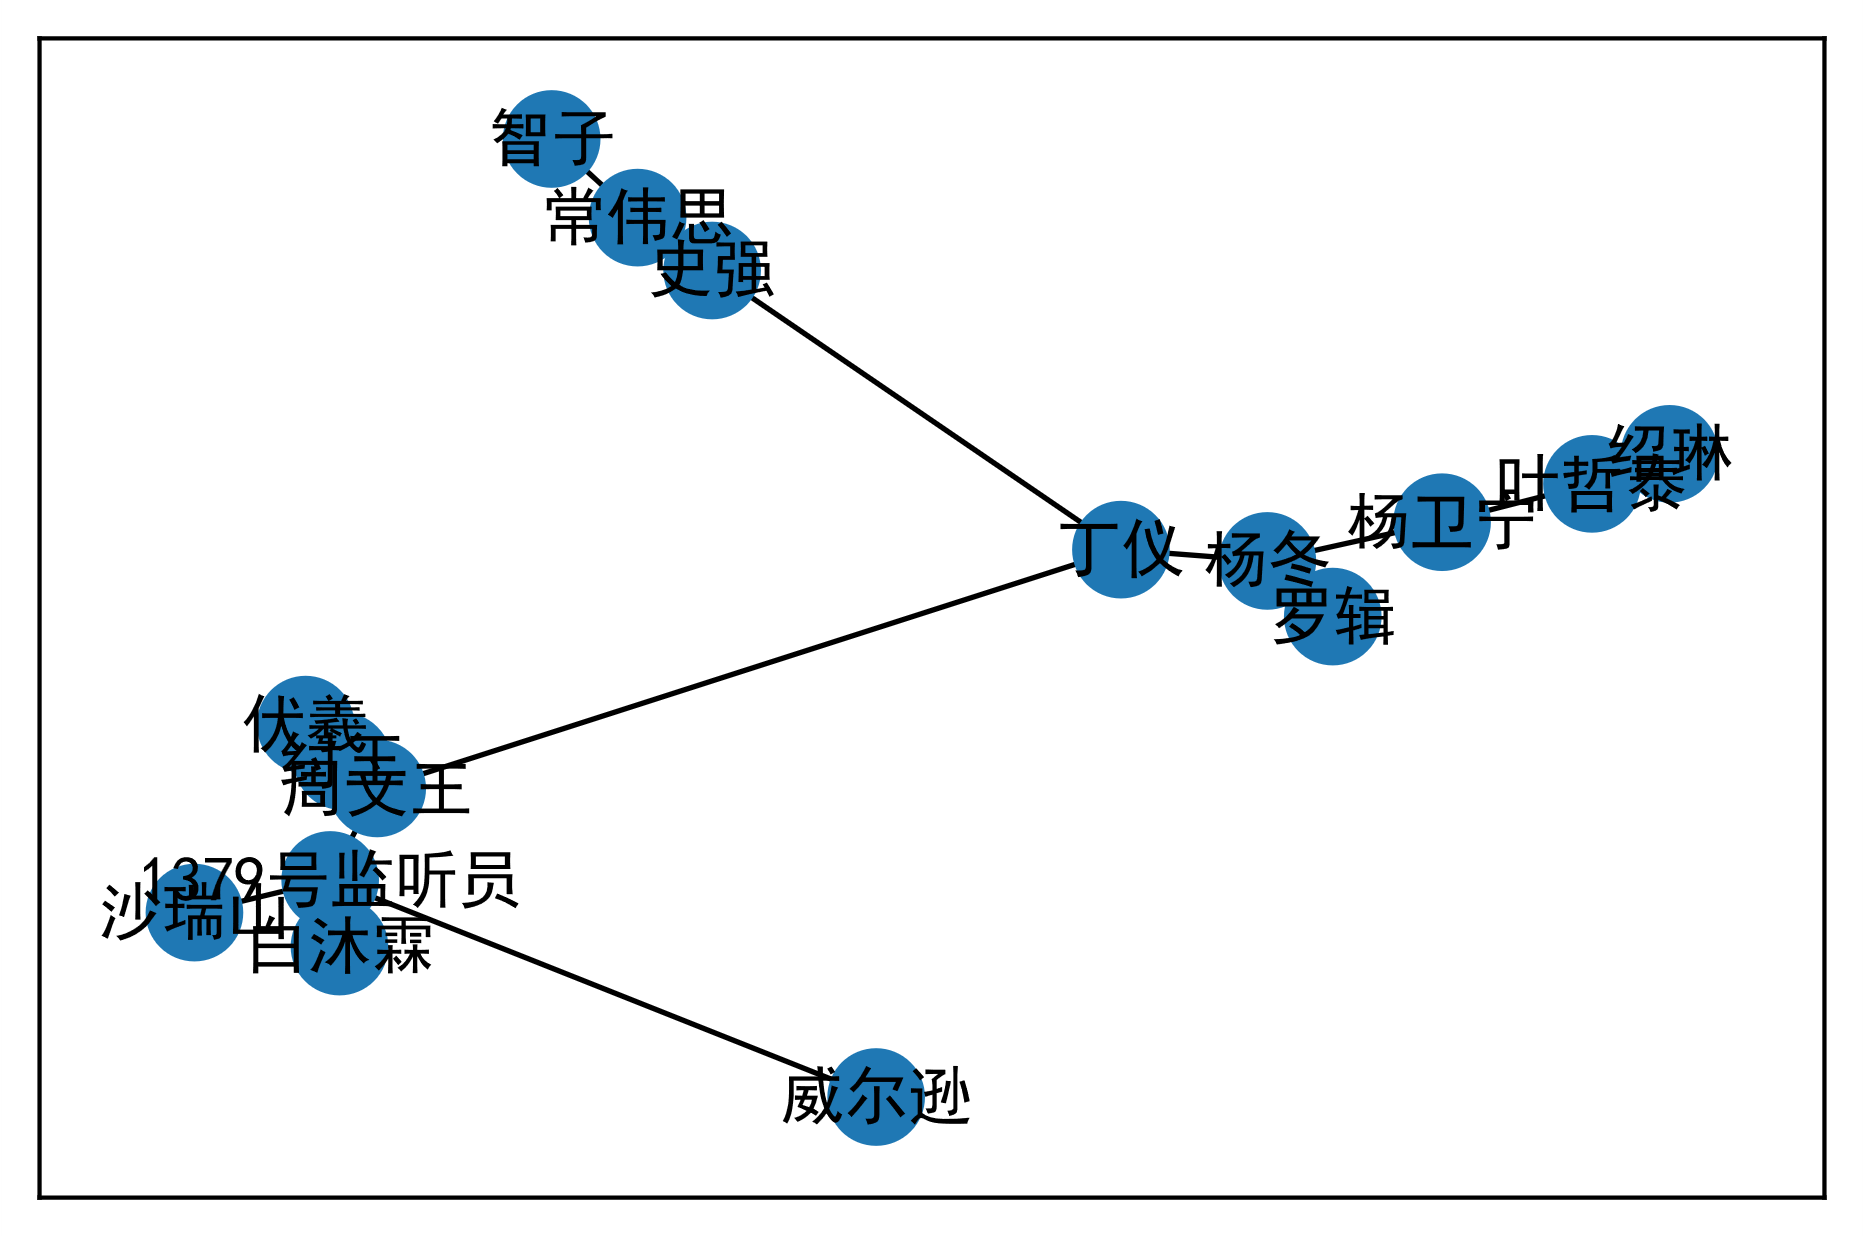 智子
常伟思
史强
绍琳
叶哲泰
杨卫宁
丁仪
杨冬
罗辑
伏羲
纣王
周文王
1379号监听员
沙瑞山
白沐霖
威尔逊